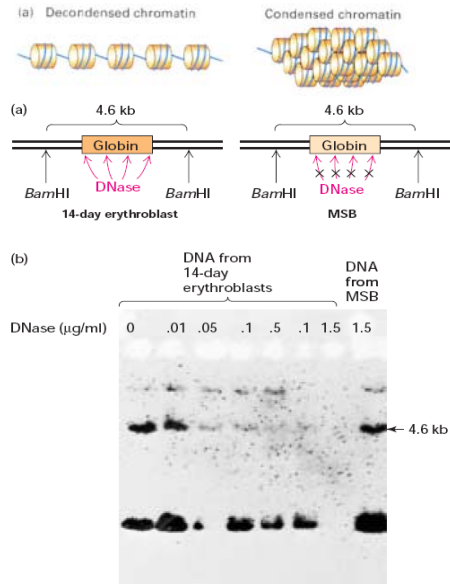 (a) Decondensed chromatin
Condensed chromatin
(a)
4.6 kb
4.6 kb
Globin
Globin
BamHI
DNase
BamHI
BamHI
DNase
BamHI
14-day erythroblast
MSB
(b)
DNA from
14-day
erythroblasts
DNA
from
MSB
DNase (μg/ml) 0 .01 .05 .1 .5 .1 1.5 1.5
4.6 kb